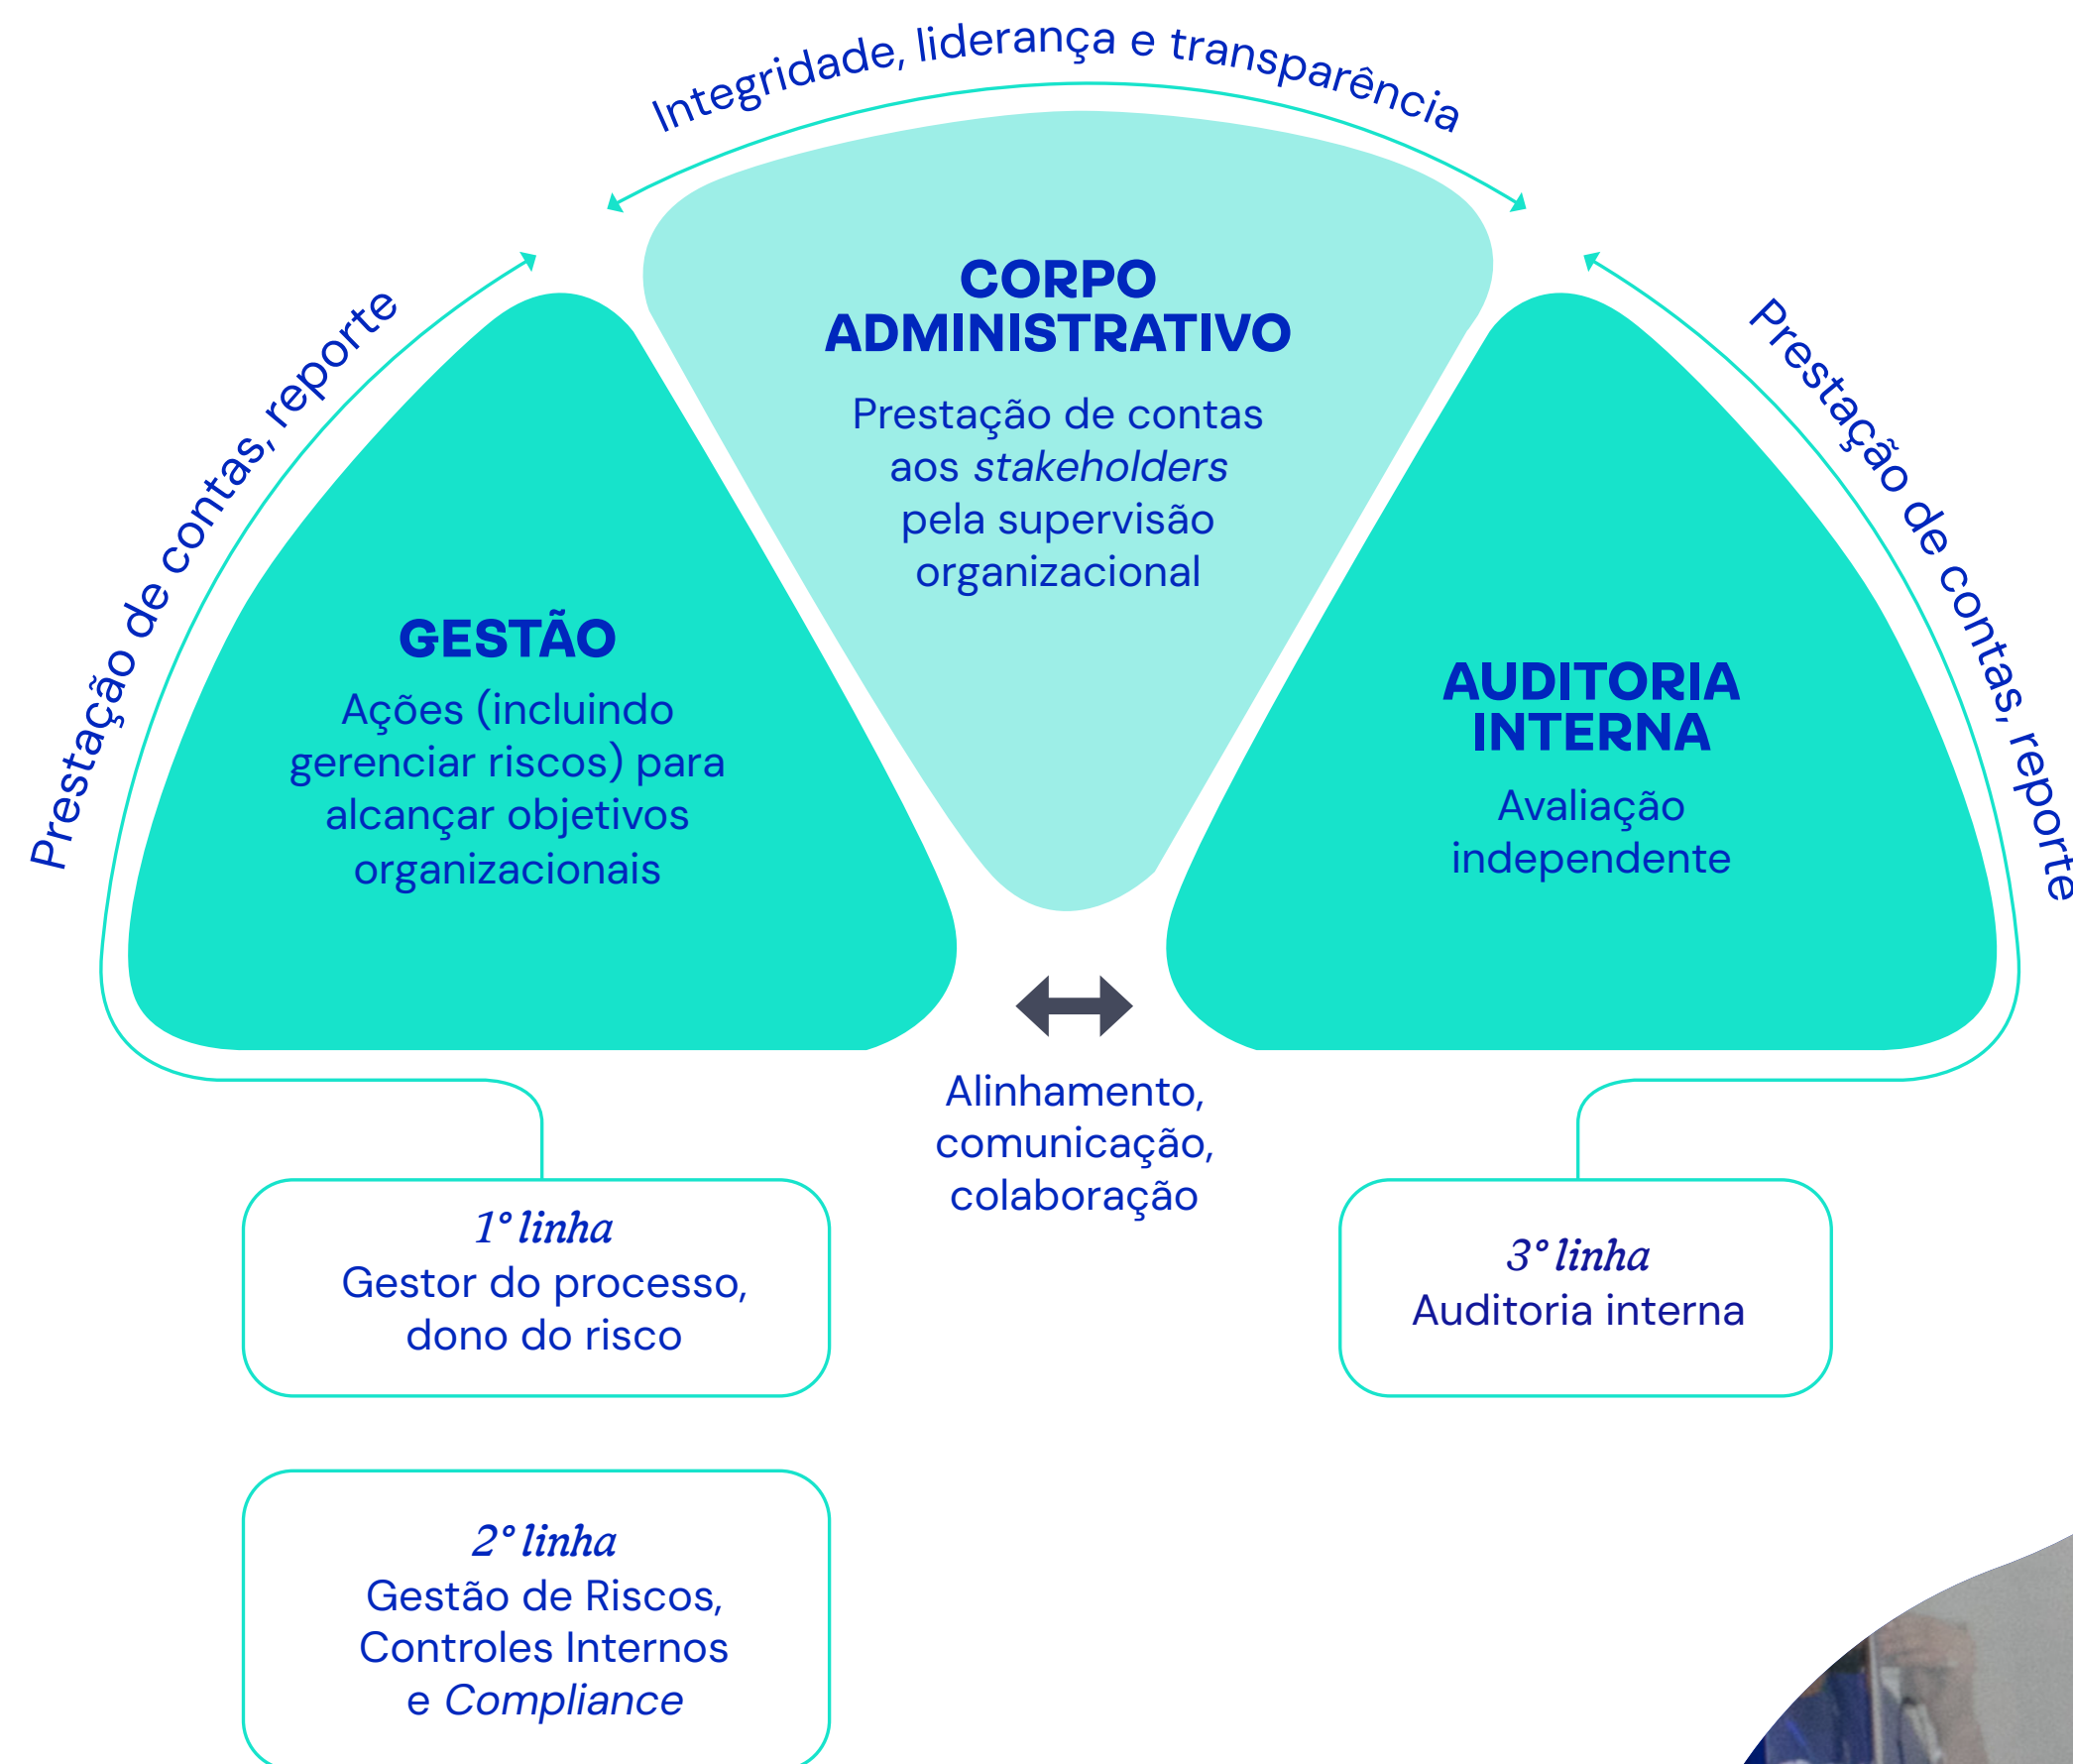 Integridade, liderança e transparência
Prestação de contas, reporte
Prestação de contas, reporte
CORPO
ADMINISTRATIVO
Prestação de contas
aos stakeholders
pela supervisão
organizacional
GESTÃO
Ações (incluindo
gerenciar riscos) para
alcançar objetivos
organizacionais
AUDITORIA
INTERNA
Avaliação
independente
Alinhamento,
comunicação,
colaboração
1° linha
Gestor do processo,
dono do risco
3° linha
Auditoria interna
2° linha
Gestão de Riscos,
Controles Internos
e Compliance